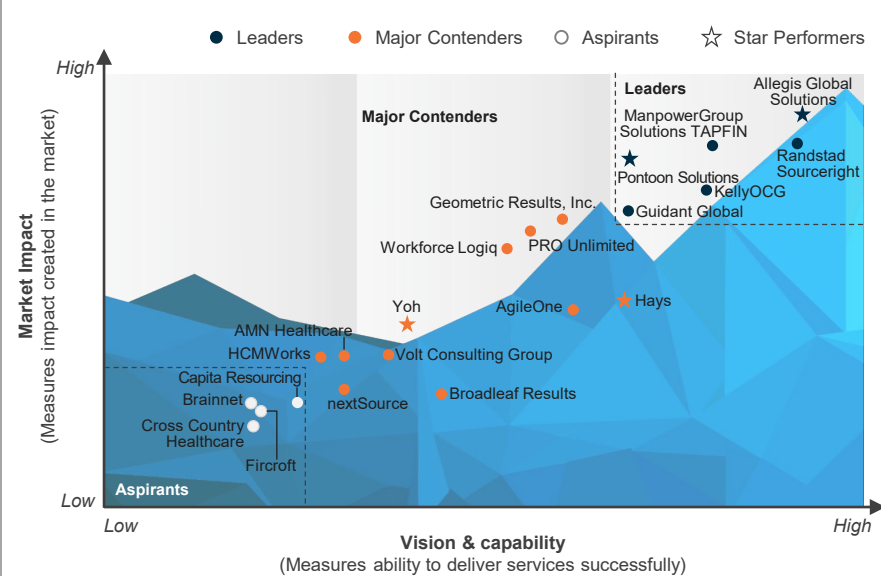 Leaders
Major Contenders
Aspirants
Star Performers
High
Market Impact
(Measures impact created in the market)
Low
Leaders
Allegis Global
Solutions
ManpowerGroup
Solutions TAPFIN
Randstad
Sourceright
Pontoon Solutions
KellyOCG
Guidant Global
Major Contenders
Geometric Results, Inc.
PRO Unlimited
Workforce Logiq
Hays
AgileOne
Yoh
AMN Healthcare
HCMWorks
Volt Consulting Group
Broadleaf Results
nextSource
Capita Resourcing
Brainnet
Cross Country
Healthcare
Fircroft
Aspirants
Low
High
Vision & capability
(Measures ability to deliver services successfully)